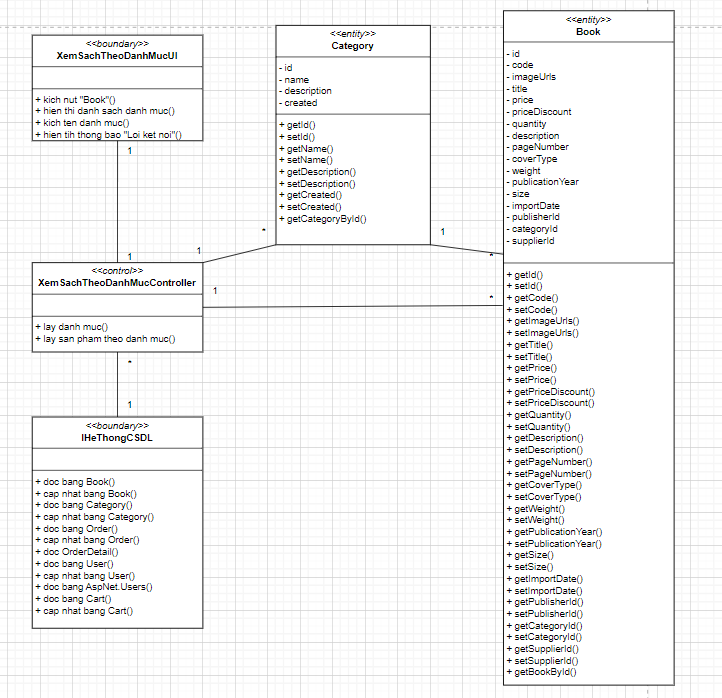 <<boundary>>
XemSachTheoDanhMucUI
+ kich nut "Book"()
+ hien thi danh sach danh muc()
+ kich ten danh muc()
+ hien tih thong bao "Loi ket noi"()
1
1
<<control>>
XemSachTheoDanhMucController
+ lay danh muc()
+ lay san pham theo danh muc()
*
1
<<boundary>>
IHeThongCSDL
+ doc bang Book()
+ cap nhat bang Book()
+ doc bang Category()
+ cap nhat bang Category()
+ doc bang Order()
+ cap nhat bang Order()
+ doc OrderDetail()
+ doc bang User()
+ cap nhat bang User()
+ doc bang AspNet.Users()
+ doc bang Cart()
+ cap nhat bang Cart()
<<entity>>
Category
- id
- name
- description
- created
+ getId()
+ setId()
+ getName()
+ setName()
+ getDescription()
+ setDescription()
+ getCreated()
+ setCreated()
+ getCategoryById()
*
1
1
*
1
*
<<entity>>
Book
- id
- code
- imageUrls
- title
- price
- priceDiscount
- quantity
- description
- pageNumber
- coverType
- weight
- publicationYear
- size
- importDate
- publisherId
- categoryId
- supplierId
+ getId()
+ setId()
+ getCode()
+ setCode()
+ getImageUrls()
+ setImageUrls()
+ getTitle()
+ setTitle()
+ getPrice()
+ setPrice()
+ getPriceDiscount()
+ setPriceDiscount()
+ getQuantity()
+ setQuantity()
+ getDescription()
+ setDescription()
+ getPageNumber()
+ setPageNumber()
+ getCoverType()
+ setCoverType()
+ getWeight()
+ setWeight()
+ getPublicationYear()
+ setPublicationYear()
+ getSize()
+ setSize()
+ getImportDate()
+ setImportDate()
+ getPublisherId()
+ setPublisherId()
+ getCategoryId()
+ setCategoryId()
+ getSupplierId()
+ setSupplierId()
+ getBookById()